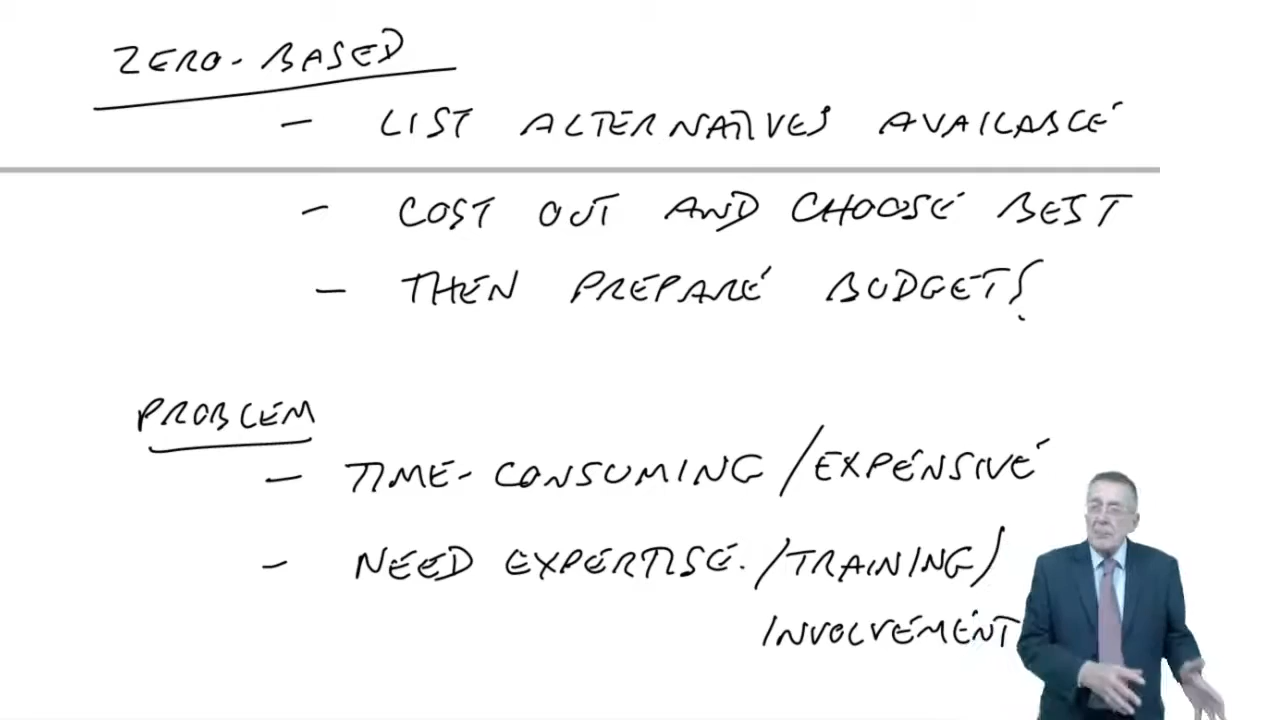 ZERO-BASED
- LIST ALTERNATIVES AVAILABLE
- COST OUT AND CHOOSE BEST
- THEN PREPARE BUDGET!
PROBLEM
- TIME-CONSUMING/EXPENSIVE
- NEED EXPERTISE./TRAINING/
INVOLVEMENT